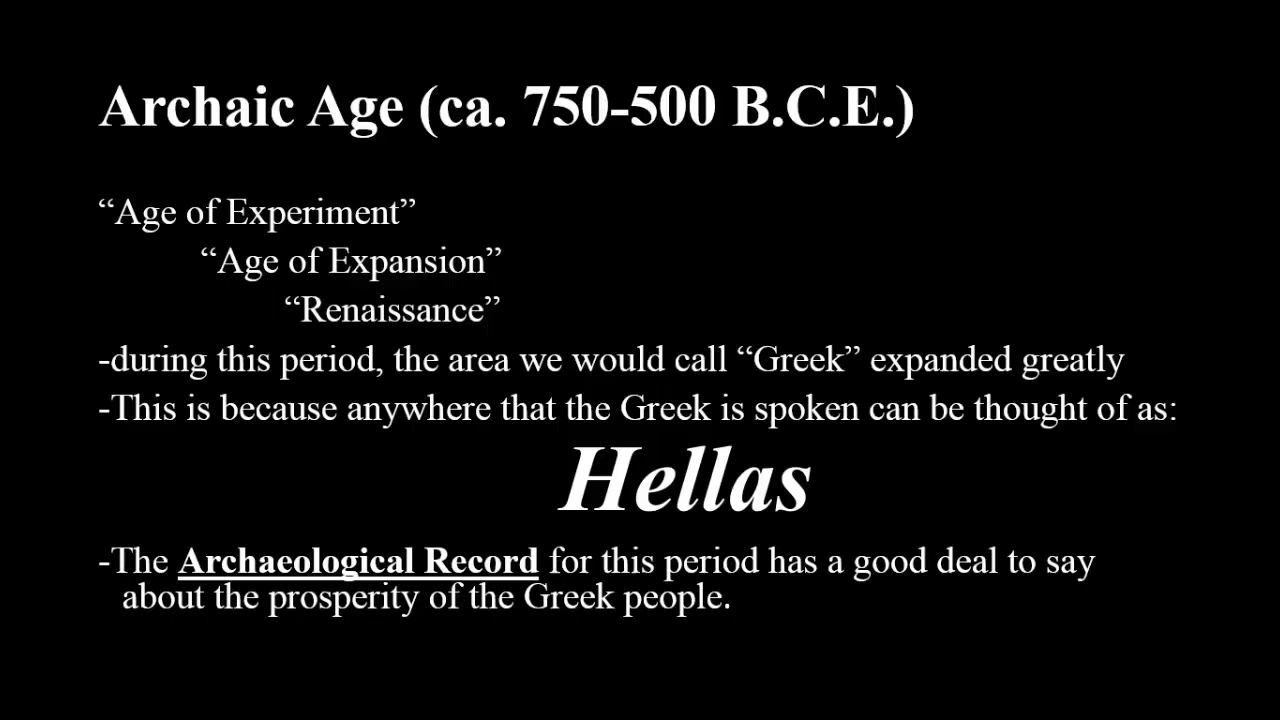 Archaic Age (ca. 750-500 B.C.E.)
“Age of Experiment”
“Age of Expansion”
“Renaissance”
-during this period, the area we would call “Greek” expanded greatly
-This is because anywhere that the Greek is spoken can be thought of as:
Hellas
-The Archaeological Record for this period has a good deal to say
about the prosperity of the Greek people.